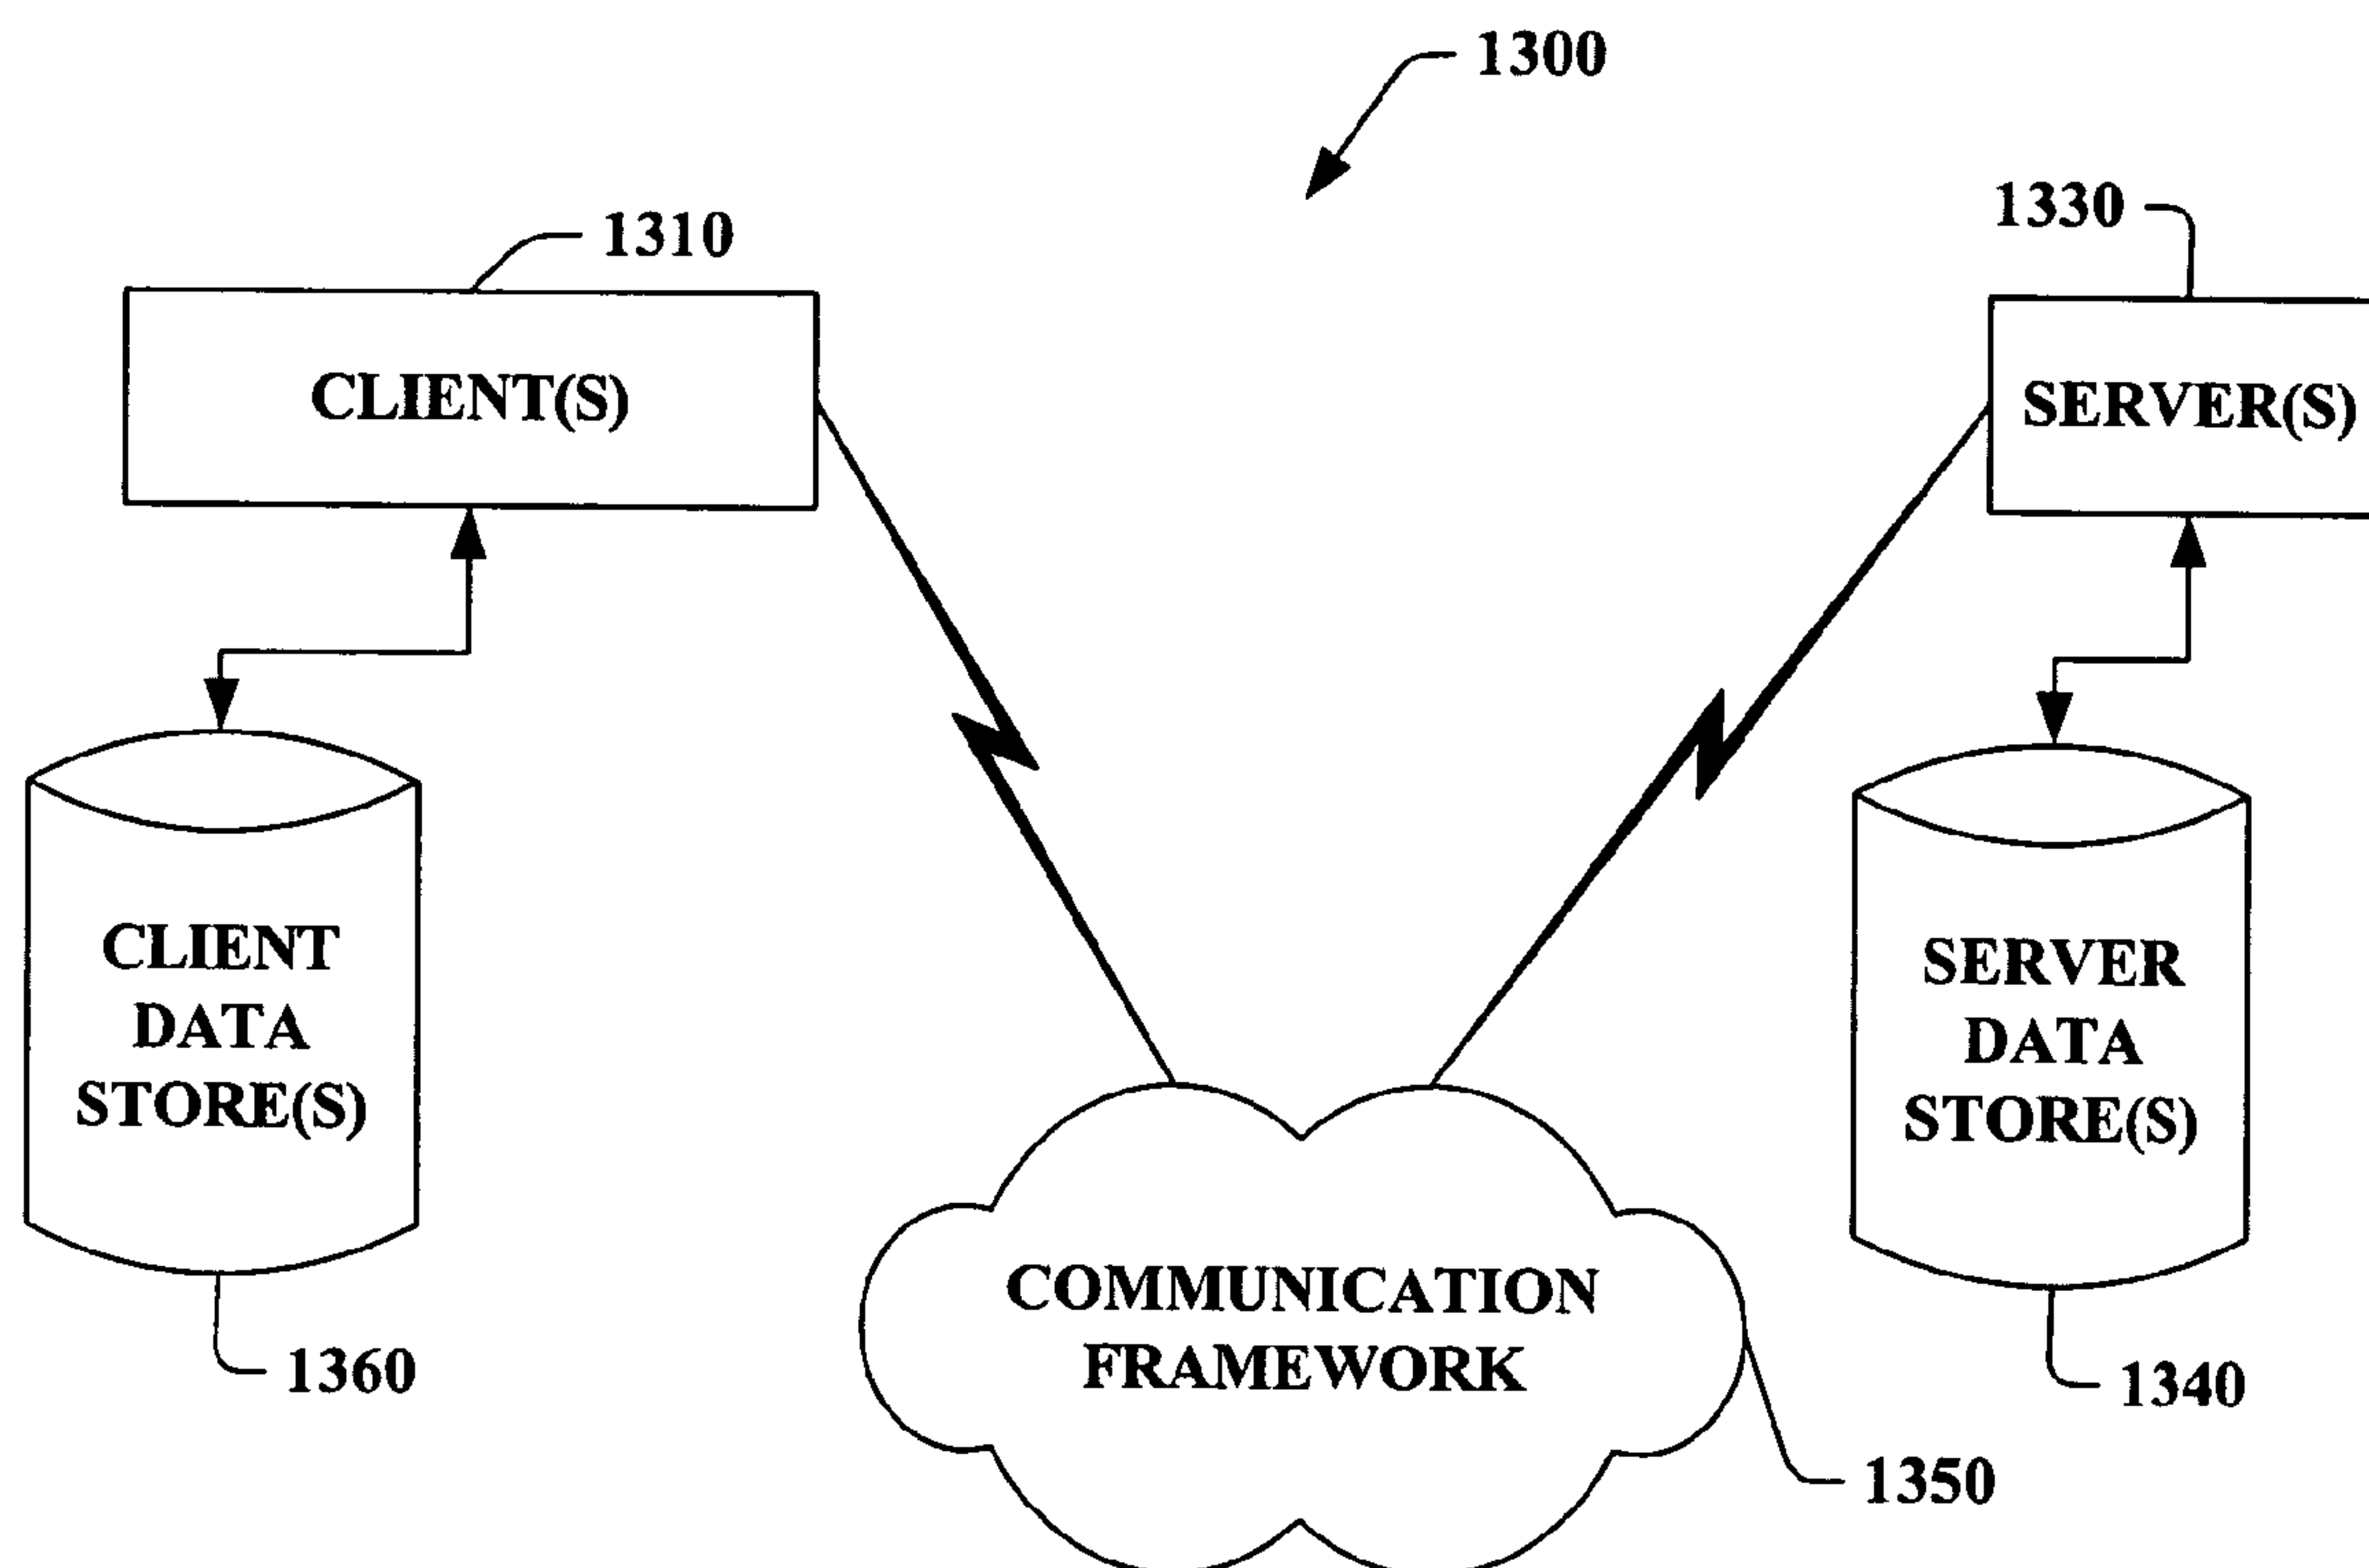 1300
1310
1330
CLIENT(S)
SERVER(S)
CLIENT
DATA
STORE(S)
SERVER
DATA
STORE(S)
COMMUNICATION
FRAMEWORK
1360
1340
1350